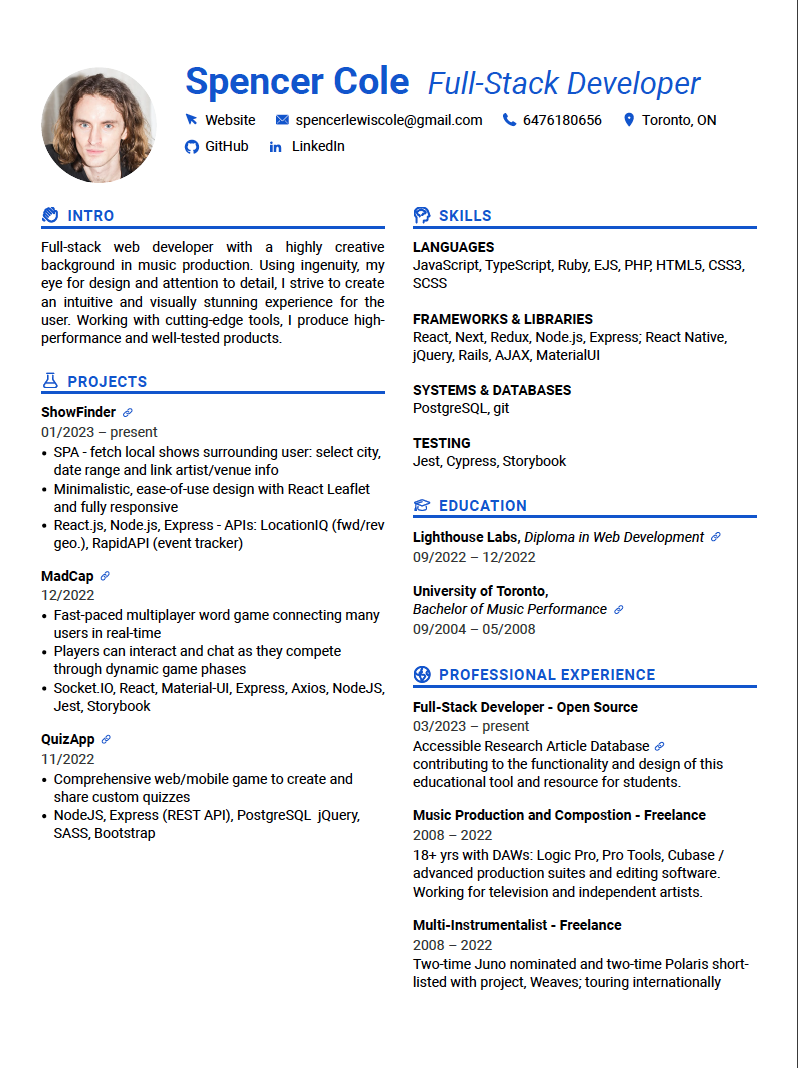 Spencer Cole Full-Stack Developer
Website spencerlewiscole@gmail.com 6476180656 Toronto, ON
GitHub LinkedIn
INTRO
Full-stack web developer with a highly creative
background in music production. Using ingenuity, my
eye for design and attention to detail, I strive to create
an intuitive and visually stunning experience for the
user. Working with cutting-edge tools, I produce high-
performance and well-tested products.
PROJECTS
ShowFinder
01/2023 – present
• SPA - fetch local shows surrounding user: select city,
date range and link artist/venue info
• Minimalistic, ease-of-use design with React Leaflet
and fully responsive
• React.js, Node.js, Express - APIs: LocationIQ (fwd/rev
geo.), RapidAPI (event tracker)
MadCap
12/2022
• Fast-paced multiplayer word game connecting many
users in real-time
• Players can interact and chat as they compete
through dynamic game phases
• Socket.IO, React, Material-UI, Express, Axios, NodeJS,
Jest, Storybook
QuizApp
11/2022
• Comprehensive web/mobile game to create and
share custom quizzes
• NodeJS, Express (REST API), PostgreSQL jQuery,
SASS, Bootstrap
SKILLS
LANGUAGES
JavaScript, TypeScript, Ruby, EJS, PHP, HTML5, CSS3,
SCSS
FRAMEWORKS & LIBRARIES
React, Next, Redux, Node.js, Express; React Native,
jQuery, Rails, AJAX, MaterialUI
SYSTEMS & DATABASES
PostgreSQL, git
TESTING
Jest, Cypress, Storybook
EDUCATION
Lighthouse Labs, Diploma in Web Development
09/2022 – 12/2022
University of Toronto,
Bachelor of Music Performance
09/2004 – 05/2008
PROFESSIONAL EXPERIENCE
Full-Stack Developer - Open Source
03/2023 – present
Accessible Research Article Database
contributing to the functionality and design of this
educational tool and resource for students.
Music Production and Compostion - Freelance
2008 – 2022
18+ yrs with DAWs: Logic Pro, Pro Tools, Cubase /
advanced production suites and editing software.
Working for television and independent artists.
Multi-Instrumentalist - Freelance
2008 – 2022
Two-time Juno nominated and two-time Polaris short-
listed with project, Weaves; touring internationally